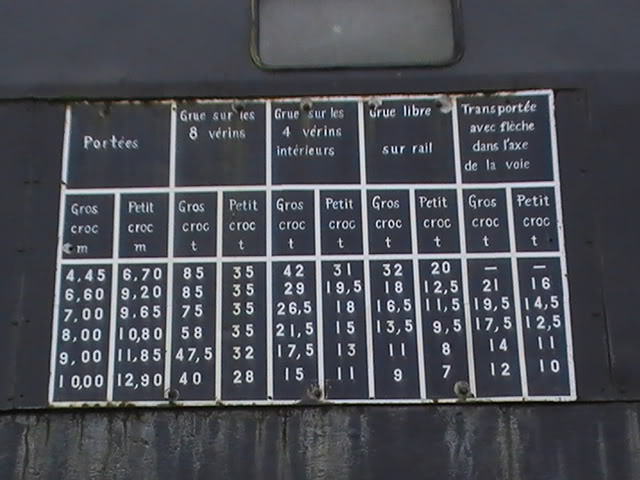 Portées
Grue sur les
8 vérins
Grue sur les
4 vérins
intérieurs
Grue libre
sur rail
Transportée
avec flèche
dans l'axe
de la voie
Gros croc m Petit croc m Gros croc t Petit croc t Gros croc t Petit croc t Gros croc t Petit croc t Gros croc t Petit croc t
4,45 6,70 85 35 42 31 32 20 — —
6,60 9,20 85 35 29 19,5 18 12,5 21 16
7,00 9,65 75 35 26,5 18 16,5 11,5 19,5 14,5
8,00 10,80 58 35 21,5 15 13,5 9,5 17,5 12,5
9,00 11,85 47,5 32 17,5 13 11 8 14 11
10,00 12,90 40 28 15 11 9 7 12 10